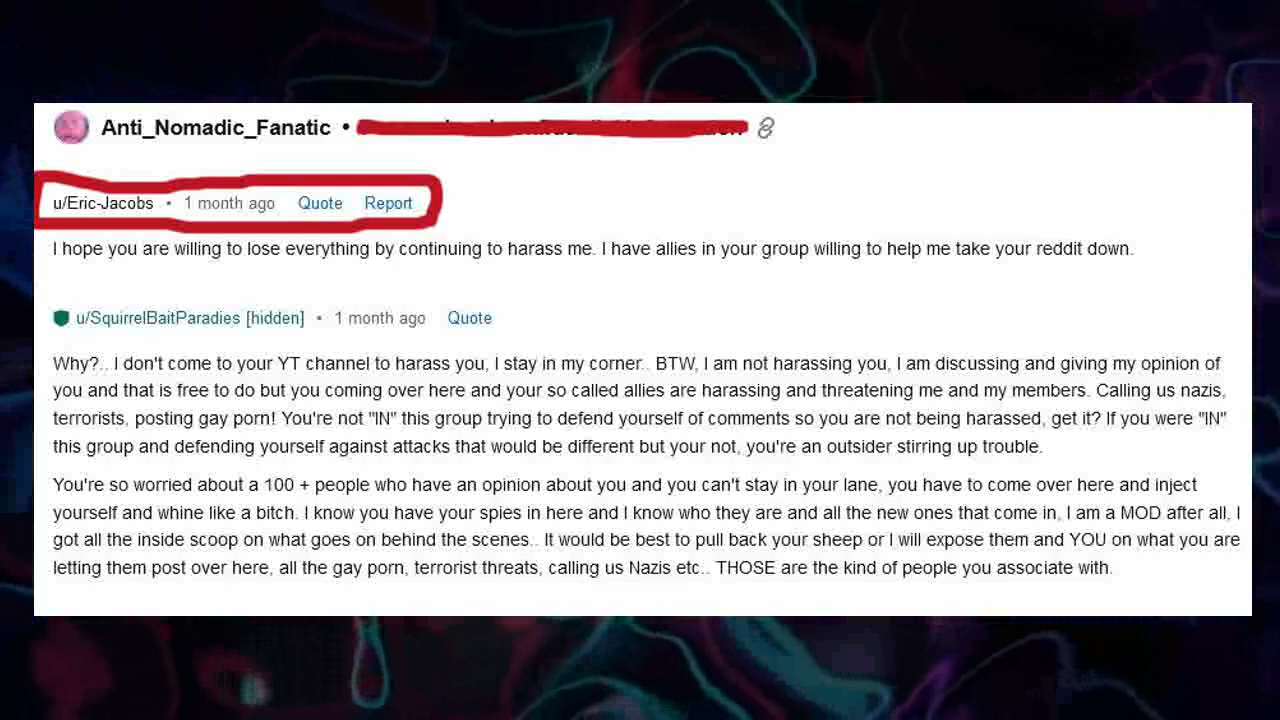 Anti_Nomadic_Fanatic •
u/Eric-Jacobs • 1 month ago Quote Report
I hope you are willing to lose everything by continuing to harass me. I have allies in your group willing to help me take your reddit down.
u/SquirrelBaitParadies [hidden] • 1 month ago Quote
Why?.. I don't come to your YT channel to harass you, I stay in my corner.. BTW, I am not harassing you, I am discussing and giving my opinion of
you and that is free to do but you coming over here and your so called allies are harassing and threatening me and my members. Calling us nazis,
terrorists, posting gay porn! You're not "IN" this group trying to defend yourself of comments so you are not being harassed, get it? If you were "IN"
this group and defending yourself against attacks that would be different but your not, you're an outsider stirring up trouble.
You're so worried about a 100 + people who have an opinion about you and you can't stay in your lane, you have to come over here and inject
yourself and whine like a bitch. I know you have your spies in here and I know who they are and all the new ones that come in, I am a MOD after all, I
got all the inside scoop on what goes on behind the scenes.. It would be best to pull back your sheep or I will expose them and YOU on what you are
letting them post over here, all the gay porn, terrorist threats, calling us Nazis etc.. THOSE are the kind of people you associate with.